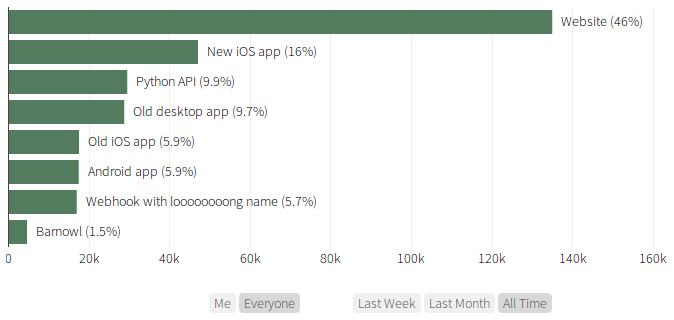 Website (46%)
New iOS app (16%)
Python API (9.9%)
Old desktop app (9.7%)
Old iOS app (5.9%)
Android app (5.9%)
Webhook with looooooooong name (5.7%)
Barnowl (1.5%)
0 20k 40k 60k 80k 100k 120k 140k 160k
Me Everyone Last Week Last Month All Time